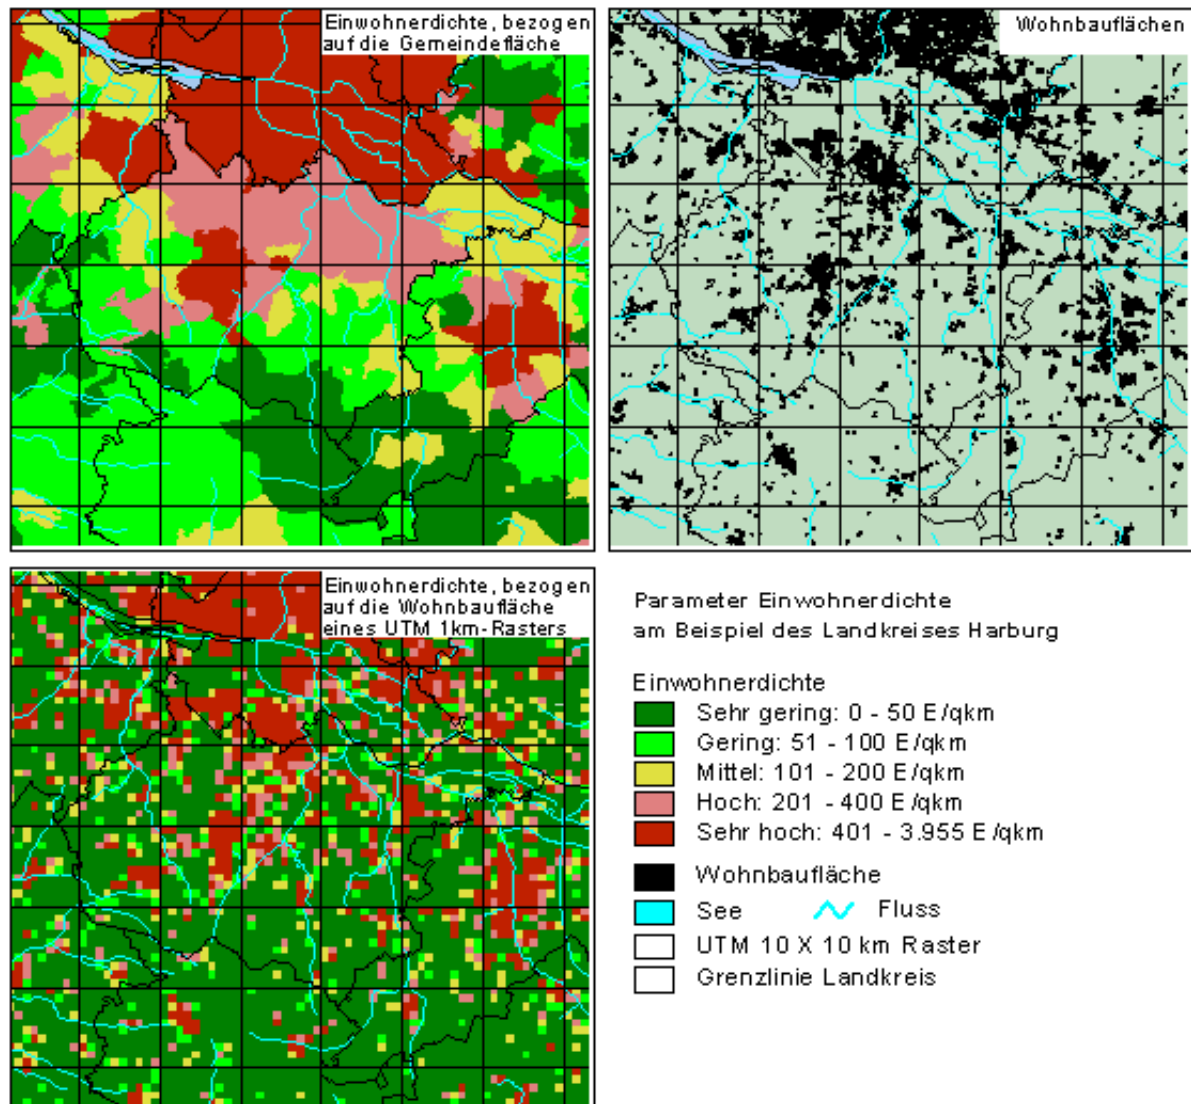 Einwohnerdichte, bezogen
auf die Gemeindefläche
Wohnbauflächen
Einwohnerdichte, bezogen
auf die Wohnbaufläche
eines UTM 1km-Rasters
Parameter Einwohnerdichte
am Beispiel des Landkreises Harburg
Einwohnerdichte
Sehr gering: 0 - 50 E/qkm
Gering: 51 - 100 E/qkm
Mittel: 101 - 200 E/qkm
Hoch: 201 - 400 E/qkm
Sehr hoch: 401 - 3.955 E/qkm
Wohnbaufläche
See Fluss
UTM 10 X 10 km Raster
Grenzlinie Landkreis